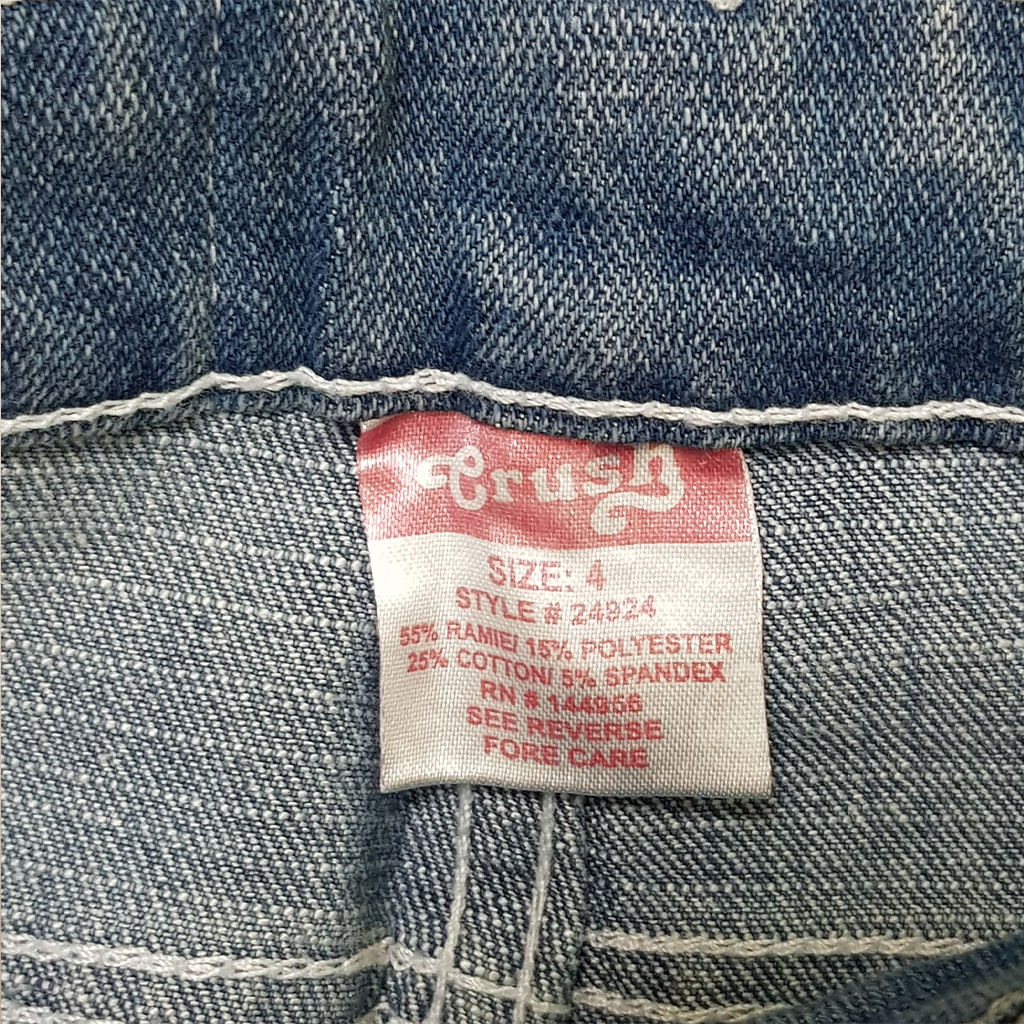 Crush
SIZE: 4
STYLE # 24924
55% RAMIE/ 15% POLYESTER
25% COTTON/ 5% SPANDEX
RN # 144956
SEE REVERSE
FORE CARE